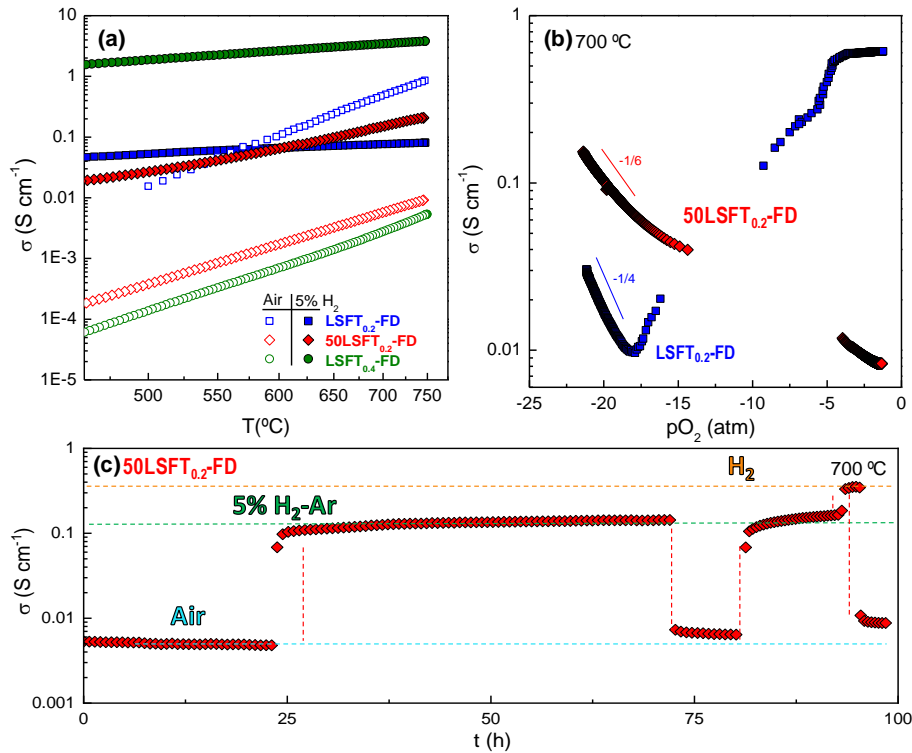 (a)
σ (S cm⁻¹)
10
1
0.1
0.01
1E-3
1E-4
1E-5
500 550 600 650 700 750
T(ºC)
Air 5% H₂
LSFT₀.₂-FD
50LSFT₀.₂-FD
LSFT₀.₄-FD
(b) 700 ºC
σ (S cm⁻¹)
1
0.1
0.01
-1/6
50LSFT₀.₂-FD
-1/4
LSFT₀.₂-FD
-25 -20 -15 -10 -5 0
pO₂ (atm)
(c) 50LSFT₀.₂-FD
H₂
700 ºC
5% H₂-Ar
Air
σ (S cm⁻¹)
1
0.1
0.01
0.001
0 25 50 75 100
t (h)